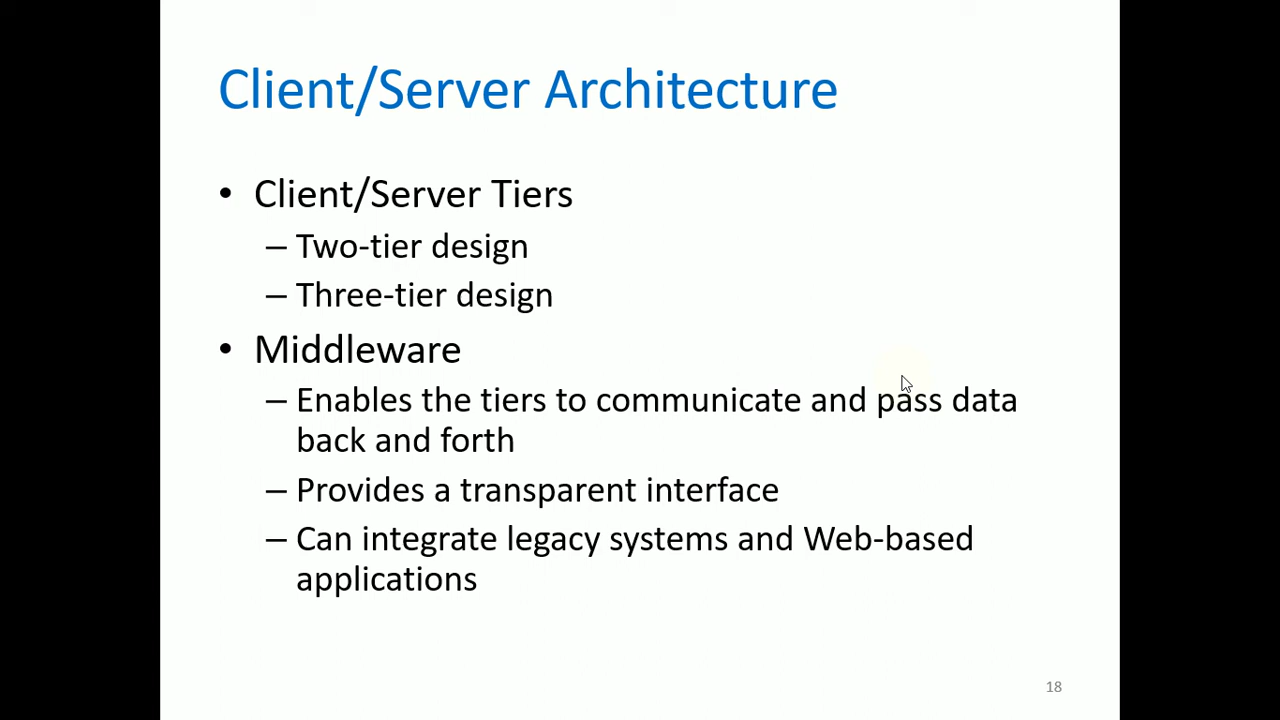 Client/Server Architecture
• Client/Server Tiers
– Two-tier design
– Three-tier design
• Middleware
– Enables the tiers to communicate and pass data
back and forth
– Provides a transparent interface
– Can integrate legacy systems and Web-based
applications
18